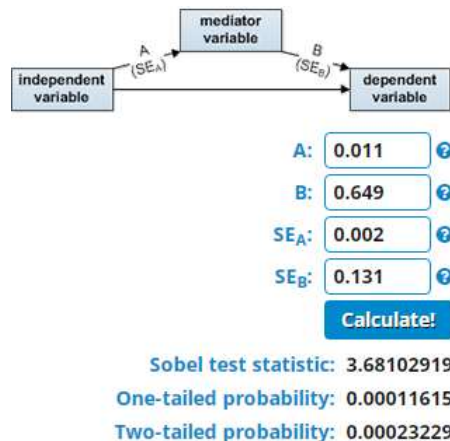 mediator
variable
A
(SEA)
B
(SEB)
independent
variable
dependent
variable
A: 0.011 ?
B: 0.649 ?
SEA: 0.002 ?
SEB: 0.131 ?
Calculate!
Sobel test statistic: 3.68102919
One-tailed probability: 0.00011615
Two-tailed probability: 0.00023229